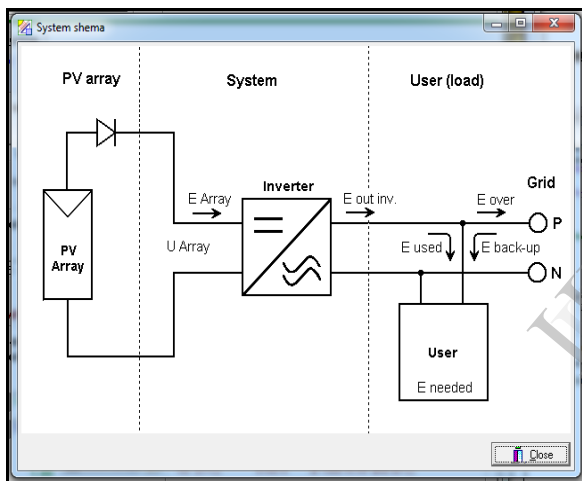 System shema
PV array
System
User (load)
Inverter
Grid
E Array
E out inv.
E over
P
U Array
E used
E back-up
PV
Array
N
User
E needed
Close